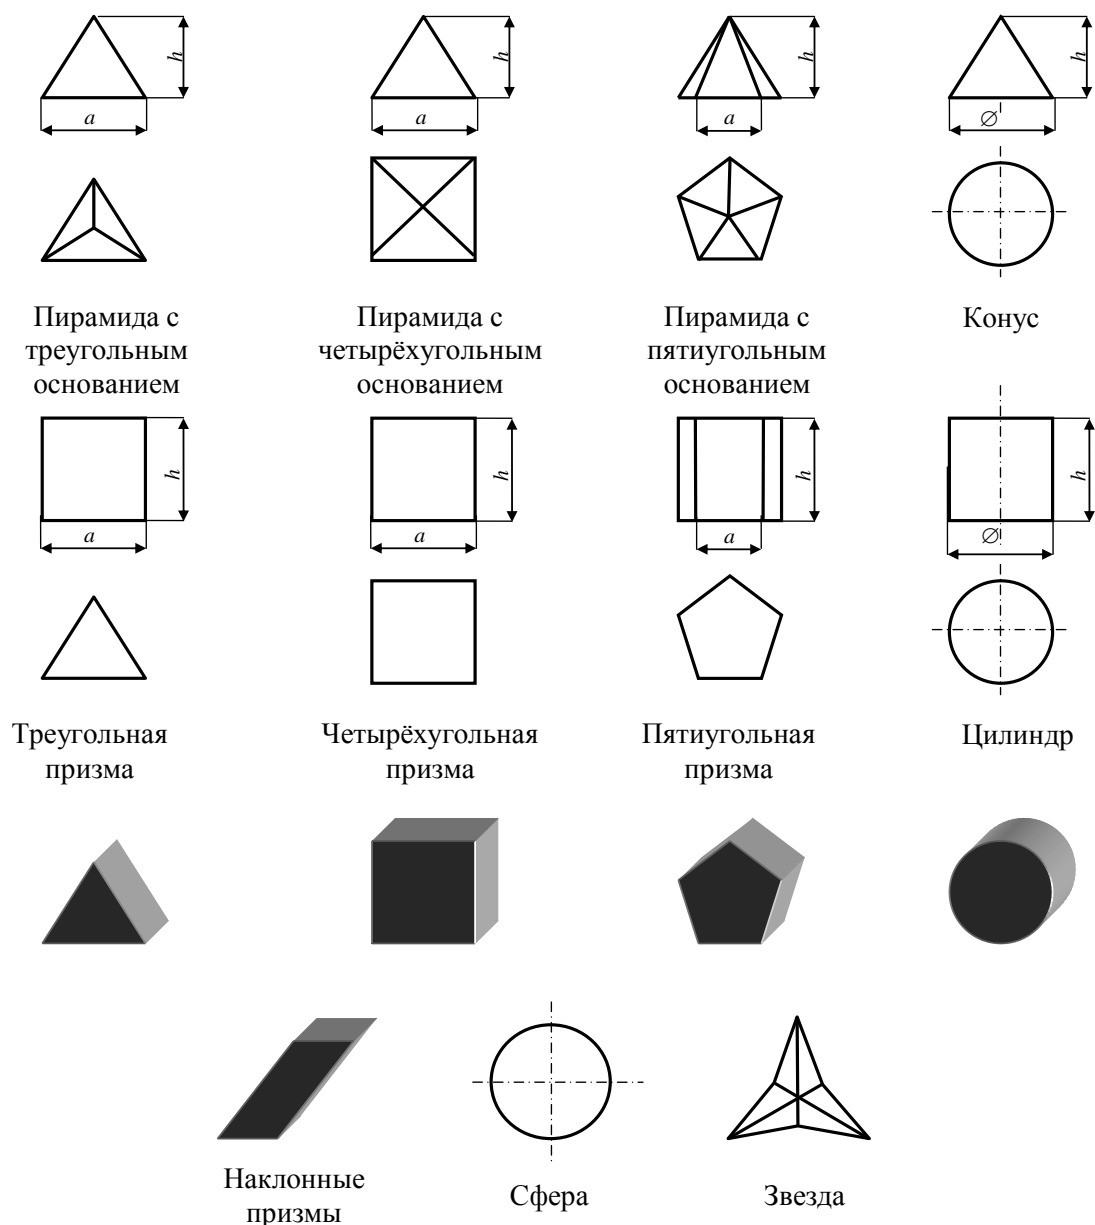 h
h
h
h
a
a
a
∅
Пирамида с
треугольным
основанием
Пирамида с
четырёхугольным
основанием
Пирамида с
пятиугольным
основанием
Конус
h
h
h
h
a
a
a
∅
Треугольная
призма
Четырёхугольная
призма
Пятиугольная
призма
Цилиндр
Наклонные
призмы
Сфера
Звезда